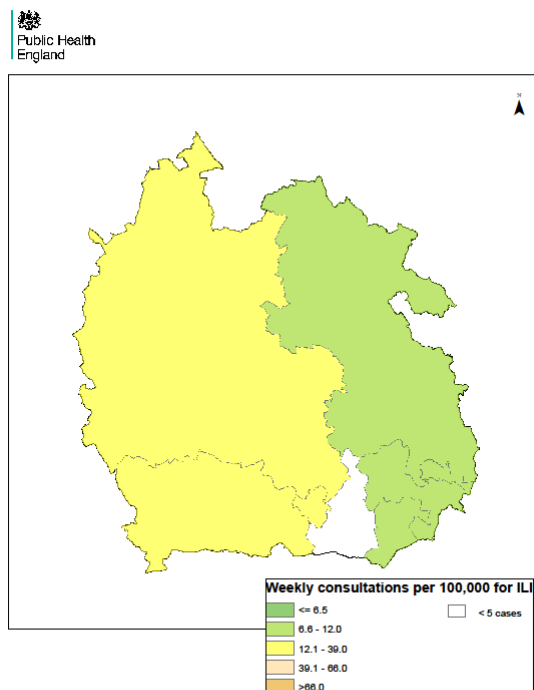 Public Health
England
N
Weekly consultations per 100,000 for ILI
<= 6.5
< 5 cases
6.6 - 12.0
12.1 - 39.0
39.1 - 66.0
>66.0